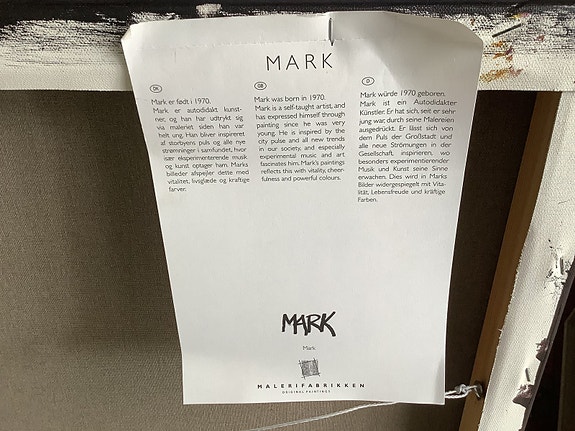 MARK
DK
Mark er født i 1970.
Mark er autodidakt kunst-
ner, og han har udtrykt sig
via maleriet siden han var
helt ung. Han bliver inspireret
af storbyens puls og alle nye
strømninger i samfundet, hvor
især eksperimenterende musik
og kunst optager ham. Marks
billeder afspejler dette med
vitalitet, livsglæde og kraftige
farver.
GB
Mark was born in 1970.
Mark is a self-taught artist, and
has expressed himself through
painting since he was very
young. He is inspired by the
city pulse and all new trends
in our society, and especially
experimental music and art
fascinates him. Mark's paintings
reflects this with vitality, cheer-
fulness and powerful colours.
D
Mark würde 1970 geboren.
Mark ist ein Autodidakter
Künstler. Er hat sich, seit er sehr
jung war, durch seine Malereien
ausgedrückt. Er lässt sich von
dem Puls der Großstadt und
alle neue Strömungen in der
Gesellschaft, inspirieren, wo
besonders experimentierender
Musik und Kunst seine Sinne
erwachen. Dies wird in Marks
Bilder widergespiegelt mit Vita-
lität, Lebensfreude und kräftige
Farben.
MARK
Mark
MALERIFABRIKKEN
ORIGINAL PAINTINGS